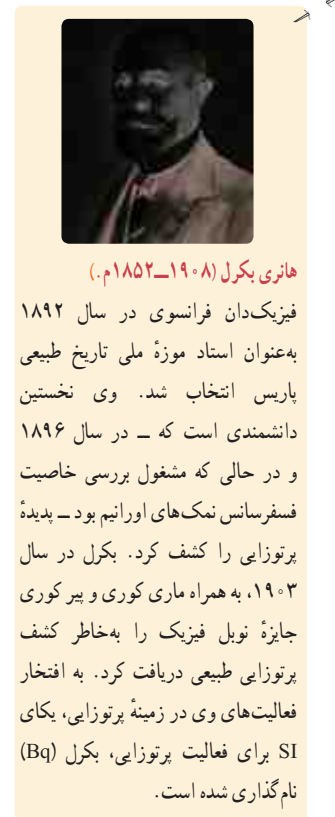 هانری بکرل (۱۹۰۸ــ۱۸۵۲م.)
فیزیک‌دان فرانسوی در سال ۱۸۹۲
به‌عنوان استاد موزهٔ ملی تاریخ طبیعی
پاریس انتخاب شد. وی نخستین
دانشمندی است که ــ در سال ۱۸۹۶
و در حالی که مشغول بررسی خاصیت
فسفرسانس نمک‌های اورانیم بود ــ پدیدهٔ
پرتوزایی را کشف کرد. بکرل در سال
۱۹۰۳، به همراه ماری کوری و پیر کوری
جایزهٔ نوبل فیزیک را به‌خاطر کشف
پرتوزایی طبیعی دریافت کرد. به افتخار
فعالیت‌های وی در زمینهٔ پرتوزایی، یکای
SI برای فعالیت پرتوزایی، بکرل (Bq)
نام‌گذاری شده است.